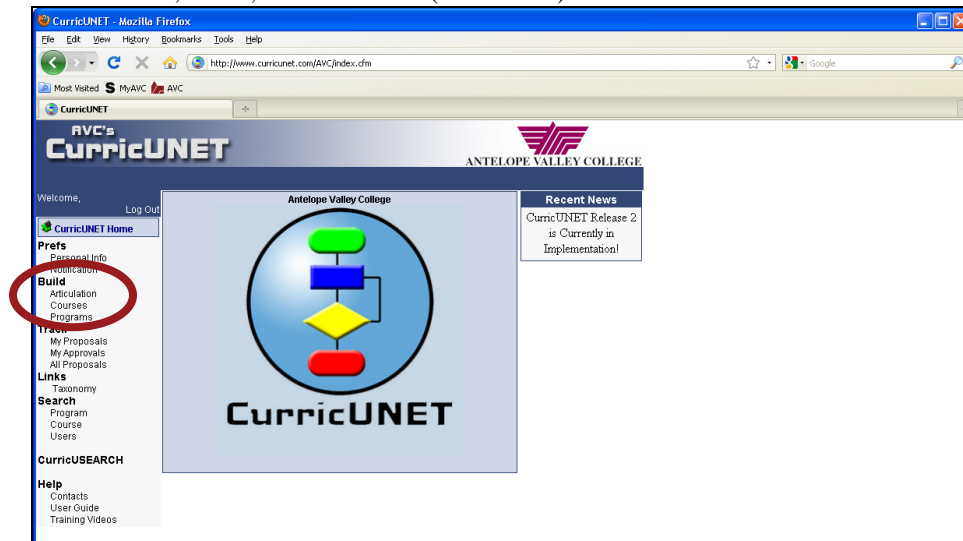 CurricUNET - Mozilla Firefox
File Edit View History Bookmarks Tools Help
http://www.curricunet.com/AVC/index.cfm
Google
Most Visited MyAVC AVC
CurricUNET
AVC's
CurricUNET
ANTELOPE VALLEY COLLEGE
Welcome,
Log Out
CurricUNET Home
Prefs
Personal Info
Notification
Build
Articulation
Courses
Programs
Track
My Proposals
My Approvals
All Proposals
Links
Taxonomy
Search
Program
Course
Users
CurricUSEARCH
Help
Contacts
User Guide
Training Videos
Antelope Valley College
CurricUNET
Recent News
CurricUNET Release 2
is Currently in
Implementation!